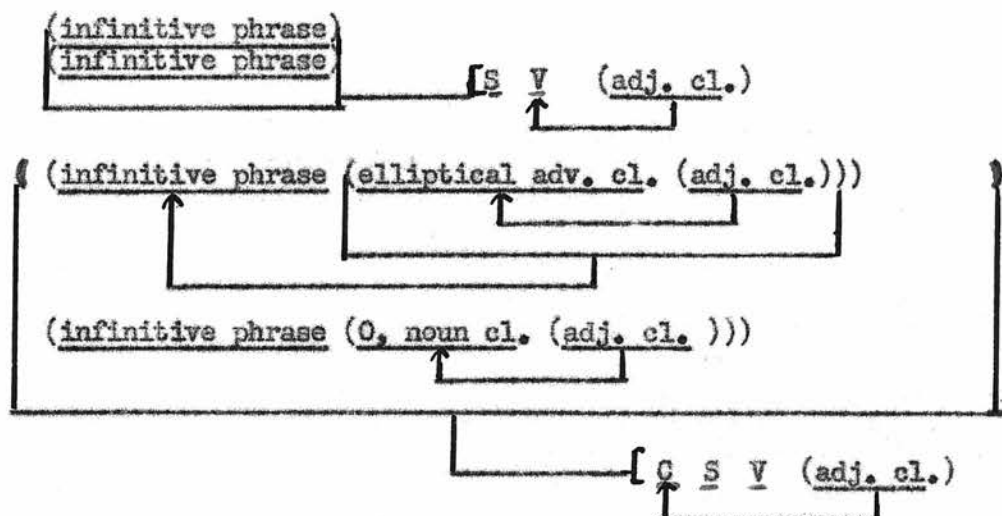 (infinitive phrase)
(infinitive phrase)
[S V (adj. cl.)
( (infinitive phrase (elliptical adv. cl. (adj. cl.))) )
(infinitive phrase (O, noun cl. (adj. cl. )))
[ C S V (adj. cl.)